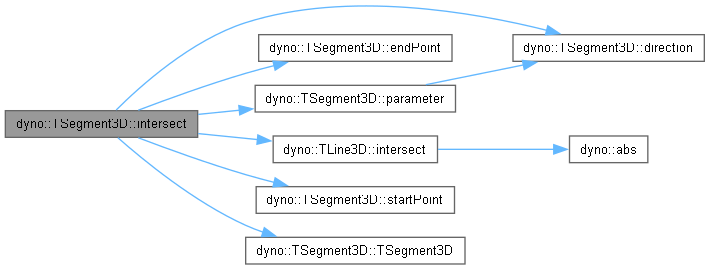 dyno::TSegment3D::endPoint
dyno::TSegment3D::direction
dyno::TSegment3D::parameter
dyno::TSegment3D::intersect
dyno::TLine3D::intersect
dyno::abs
dyno::TSegment3D::startPoint
dyno::TSegment3D::TSegment3D